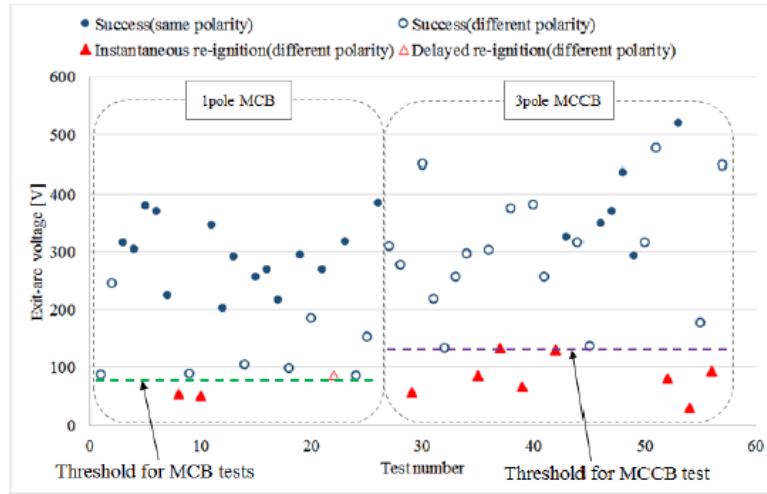 Success(same polarity) Success(different polarity)
Instantaneous re-ignition(different polarity) Delayed re-ignition(different polarity)
600
1pole MCB 3pole MCCB
500
400
300
200
100
0
Exit-arc voltage [V]
0 10 20 30 40 50 60
Threshold for MCB tests Test number Threshold for MCCB test